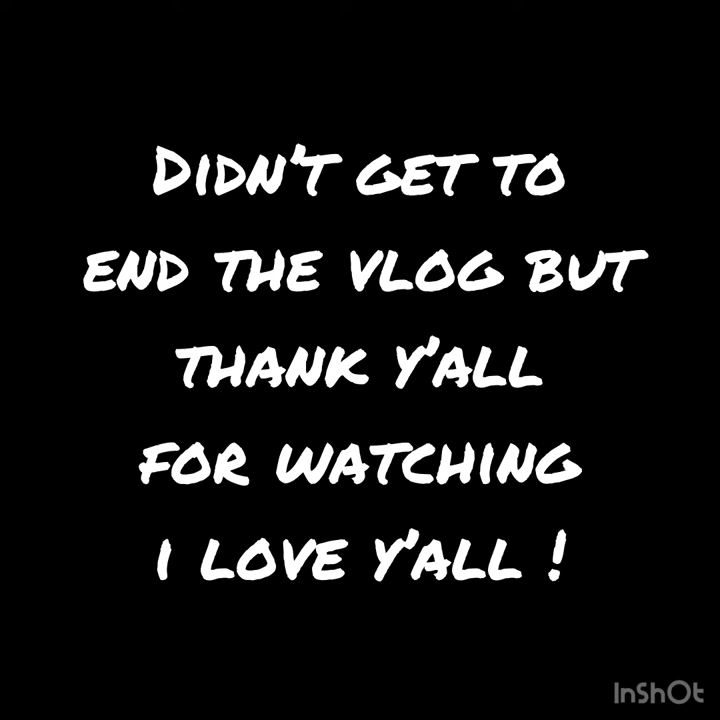 Didn't get to
end the vlog but
thank y'all
for watching
i love y'all !
InShOt